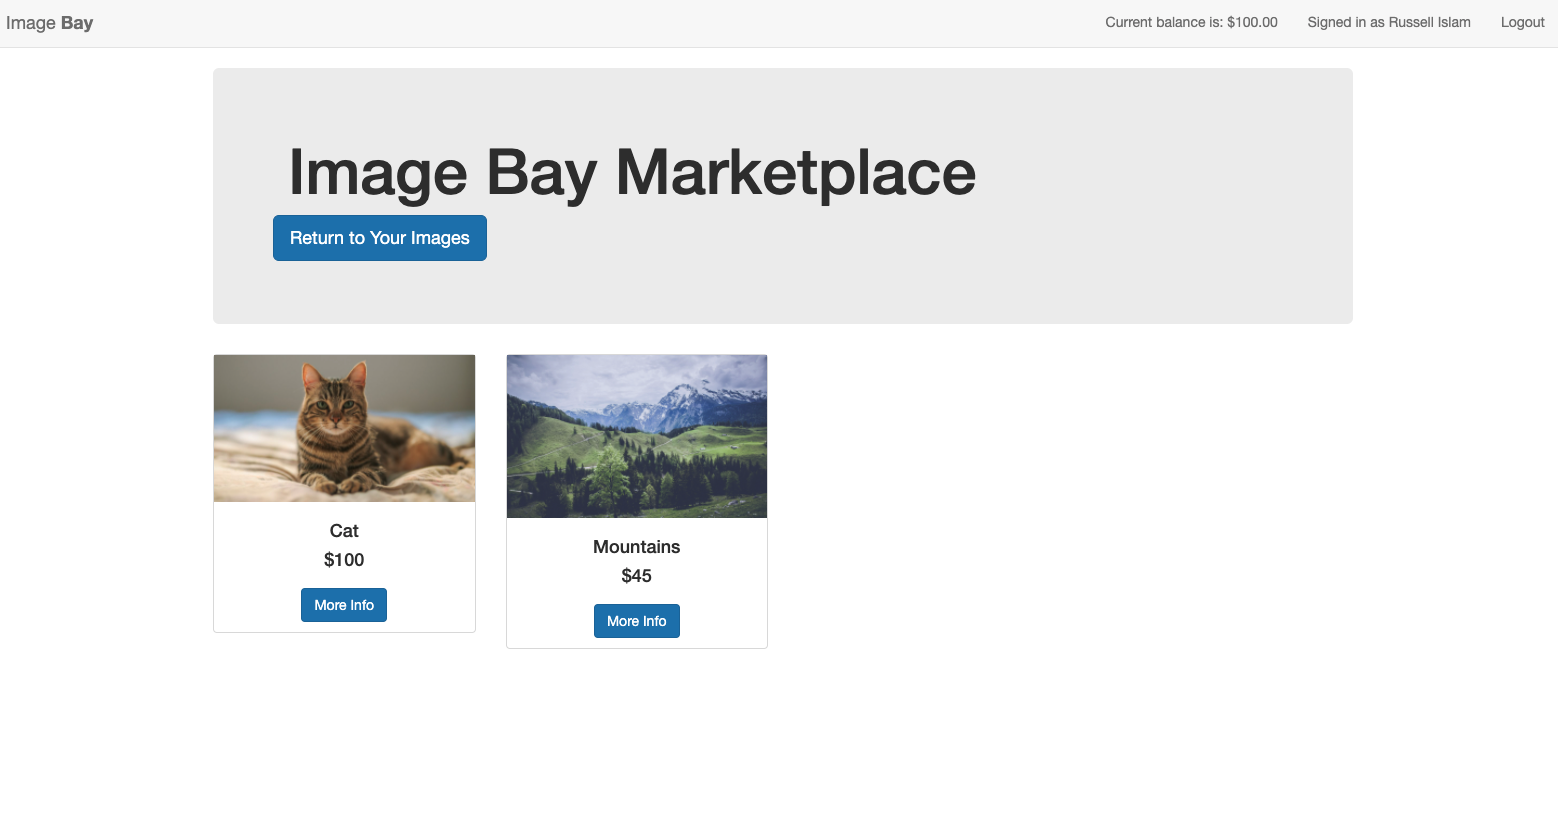 Image Bay
Current balance is: $100.00
Signed in as Russell Islam
Logout
Image Bay Marketplace
Return to Your Images
Cat
$100
More Info
Mountains
$45
More Info